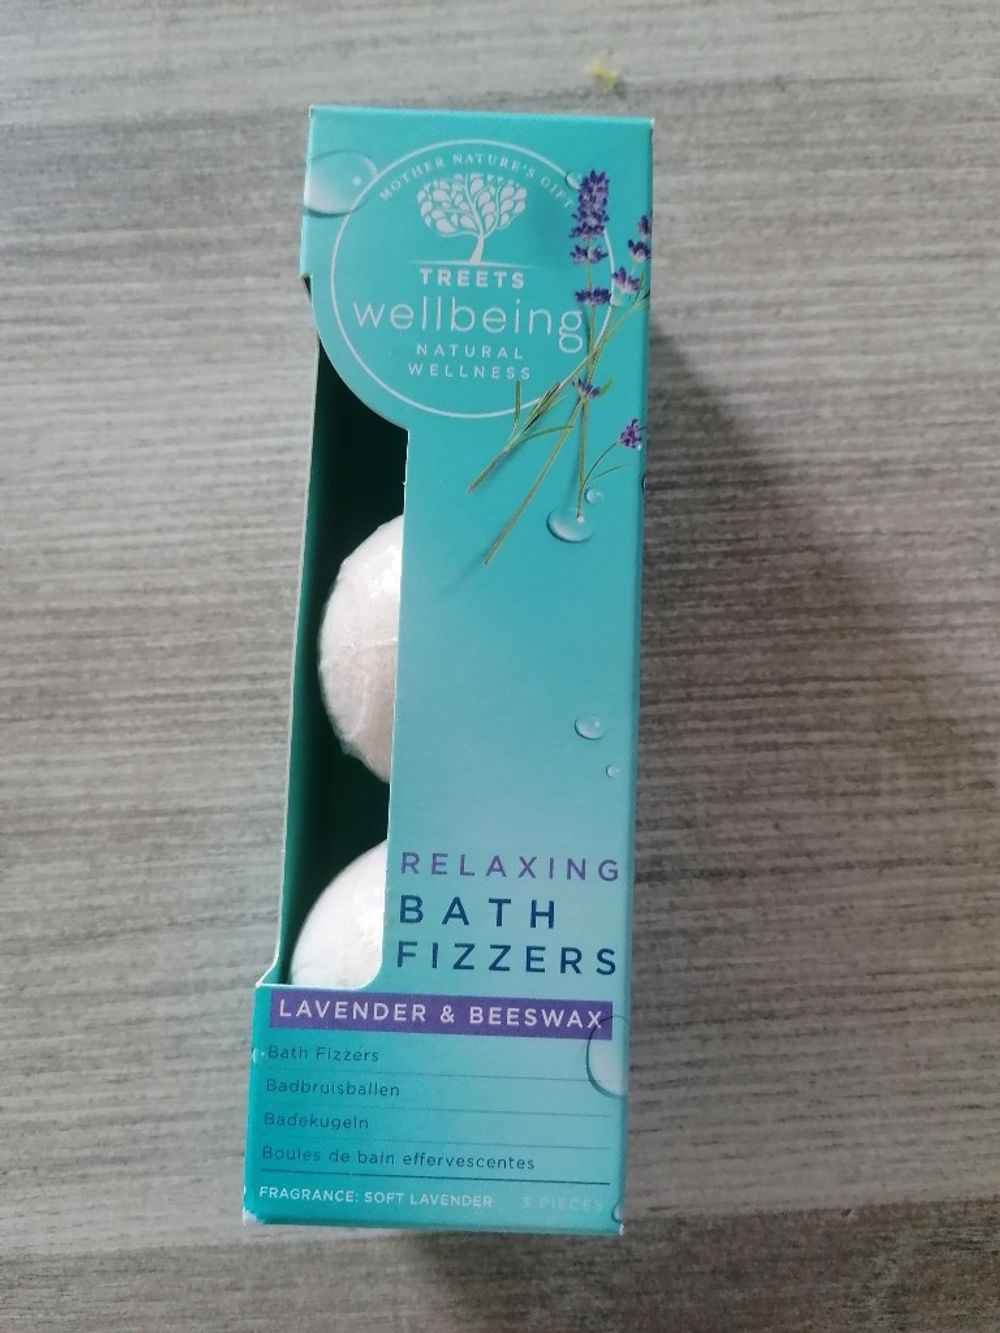 MOTHER NATURE'S GIFT
TREETS
wellbeing
NATURAL
WELLNESS
RELAXING
BATH
FIZZERS
LAVENDER & BEESWAX
Bath Fizzers
Badbruisballen
Badekugeln
Boules de bain effervescentes
FRAGRANCE: SOFT LAVENDER 3 PIECES